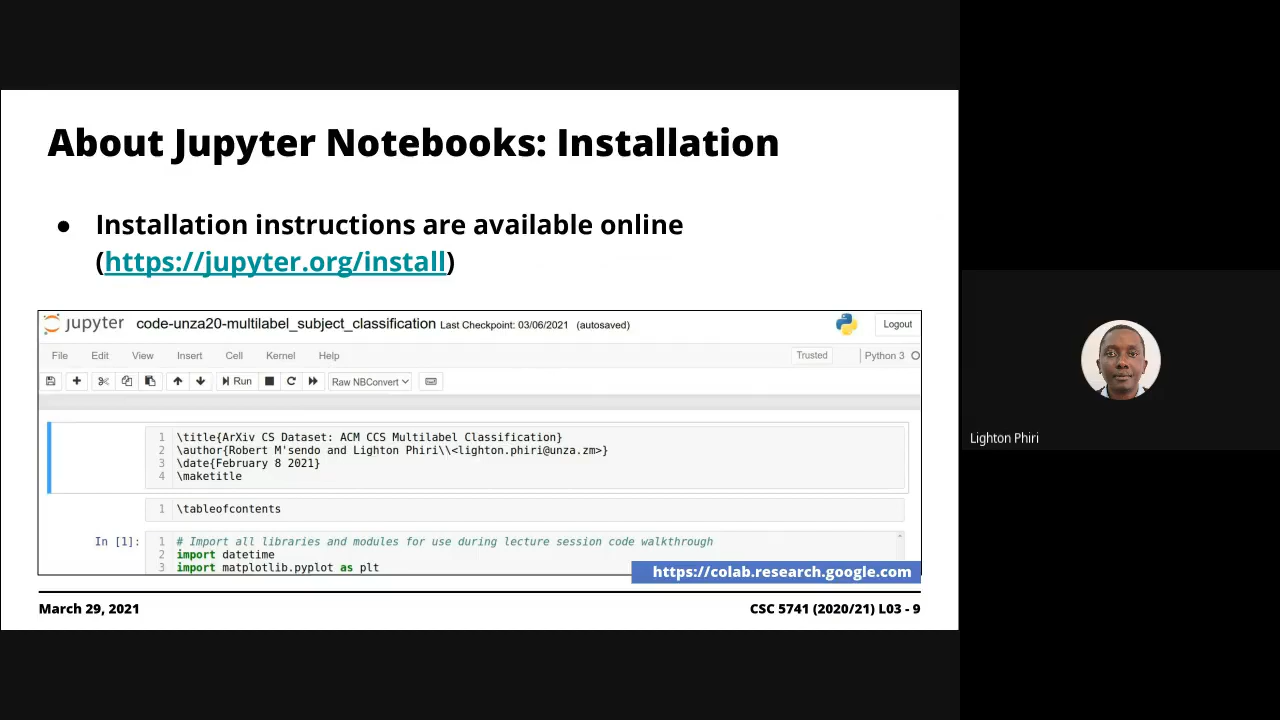 About Jupyter Notebooks: Installation
● Installation instructions are available online
(https://jupyter.org/install)
jupyter code-unza20-multilabel_subject_classification Last Checkpoint: 03/06/2021 (autosaved) Logout
File Edit View Insert Cell Kernel Help Trusted Python 3
Run Raw NBConvert
1 \title{ArXiv CS Dataset: ACM CCS Multilabel Classification}
2 \author{Robert M'sendo and Lighton Phiri\\<lighton.phiri@unza.zm>}
3 \date{February 8 2021}
4 \maketitle
1 \tableofcontents
In [1]: 1 # Import all libraries and modules for use during lecture session code walkthrough
2 import datetime
3 import matplotlib.pyplot as plt
https://colab.research.google.com
March 29, 2021 CSC 5741 (2020/21) L03 - 9
Lighton Phiri